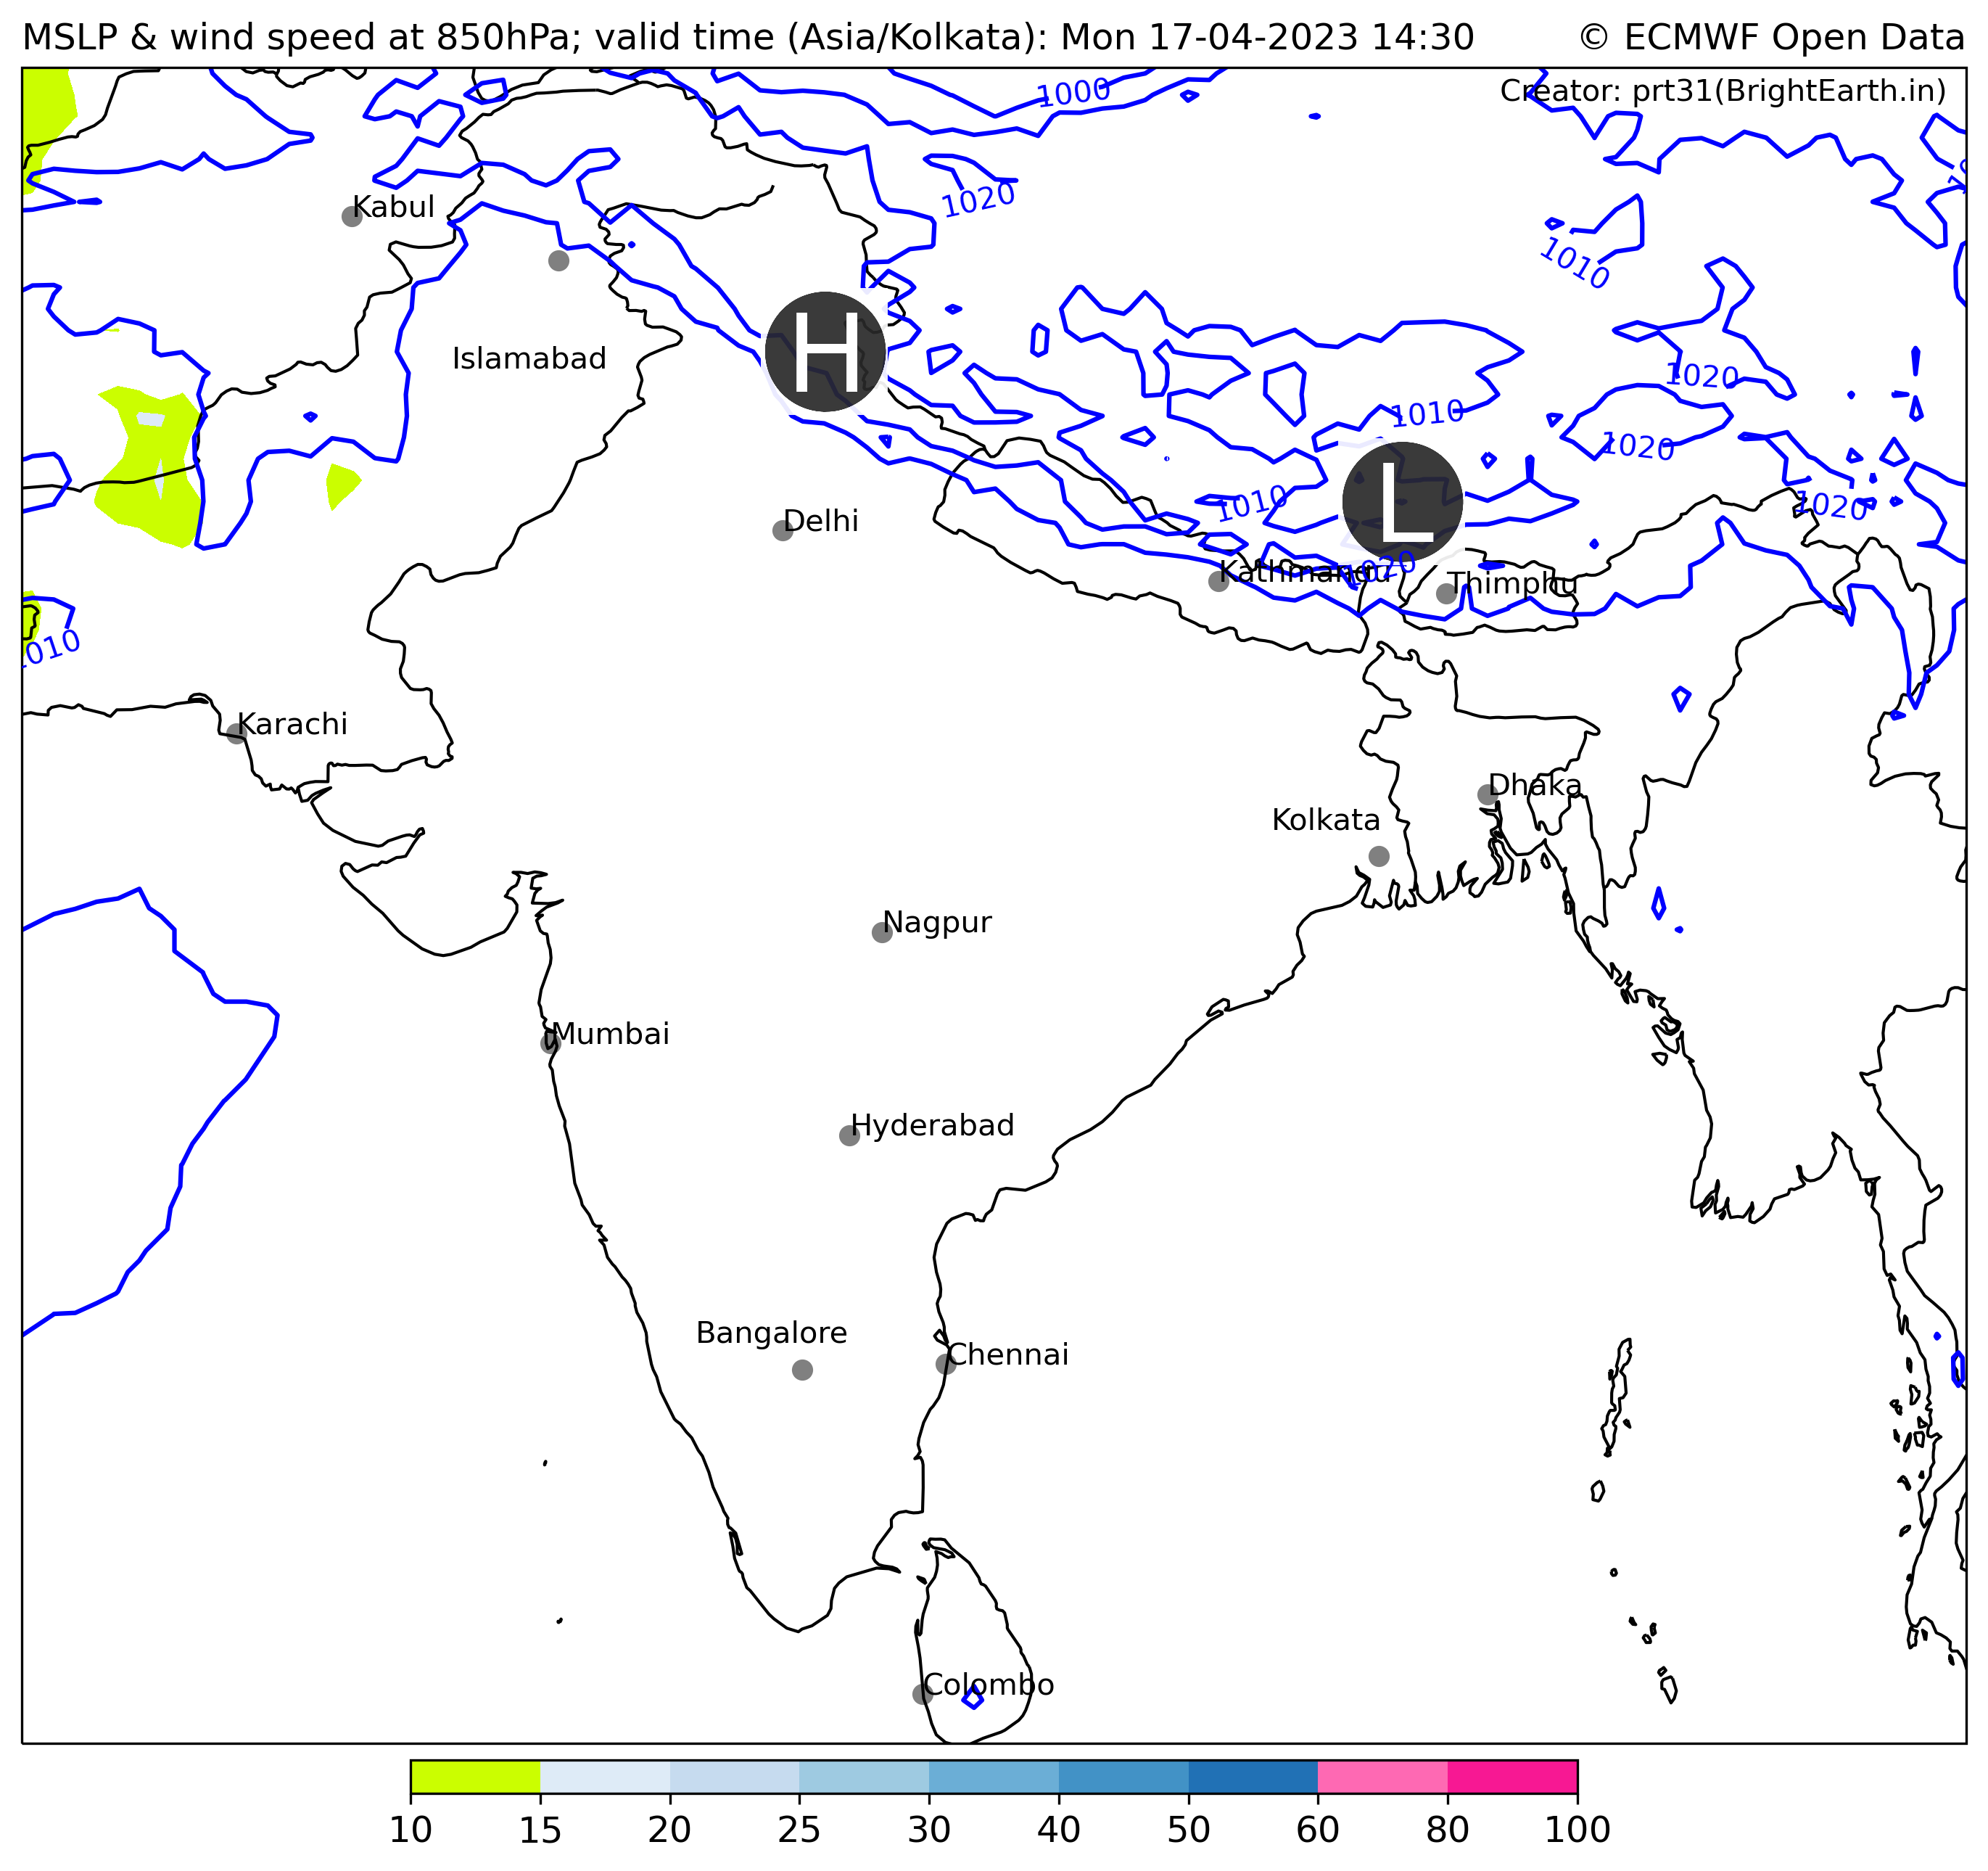 MSLP & wind speed at 850hPa; valid time (Asia/Kolkata): Mon 17-04-2023 14:30
© ECMWF Open Data
Creator: prt31(BrightEarth.in)
1000
1020
Kabul
1010
H
Islamabad
1020
1010
1020
1010
1020
L
Delhi
1020
Kathmandu
Thimphu
1010
Karachi
Dhaka
Kolkata
Nagpur
Mumbai
Hyderabad
Bangalore
Chennai
Colombo
10 15 20 25 30 40 50 60 80 100